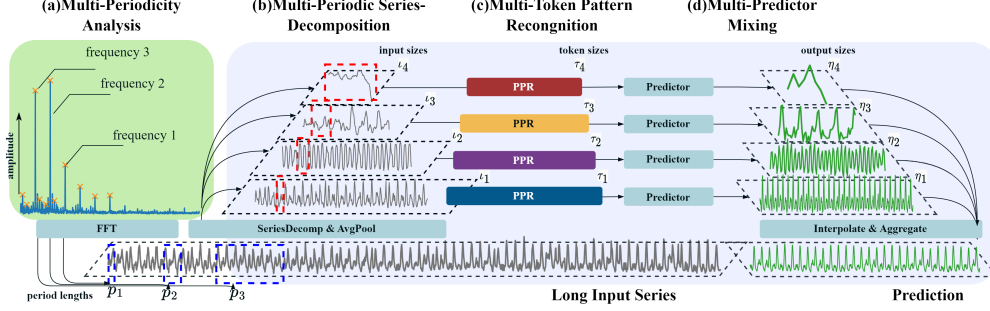 (a)Multi-Periodicity
Analysis
(b)Multi-Periodic Series-
Decomposition
(c)Multi-Token Pattern
Recongnition
(d)Multi-Predictor
Mixing
frequency 3
frequency 2
frequency 1
amplitude
input sizes
token sizes
output sizes
ι4
PPR
τ4
Predictor
η4
ι3
PPR
τ3
Predictor
η3
ι2
PPR
τ2
Predictor
η2
ι1
PPR
τ1
Predictor
η1
FFT
SeriesDecomp & AvgPool
Interpolate & Aggregate
period lengths
p1
p2
p3
Long Input Series
Prediction